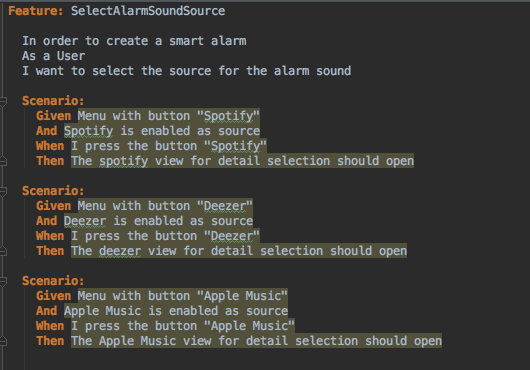 Feature: SelectAlarmSoundSource
In order to create a smart alarm
As a User
I want to select the source for the alarm sound
Scenario:
Given Menu with button "Spotify"
And Spotify is enabled as source
When I press the button "Spotify"
Then The spotify view for detail selection should open
Scenario:
Given Menu with button "Deezer"
And Deezer is enabled as source
When I press the button "Deezer"
Then The deezer view for detail selection should open
Scenario:
Given Menu with button "Apple Music"
And Apple Music is enabled as source
When I press the button "Apple Music"
Then The Apple Music view for detail selection should open